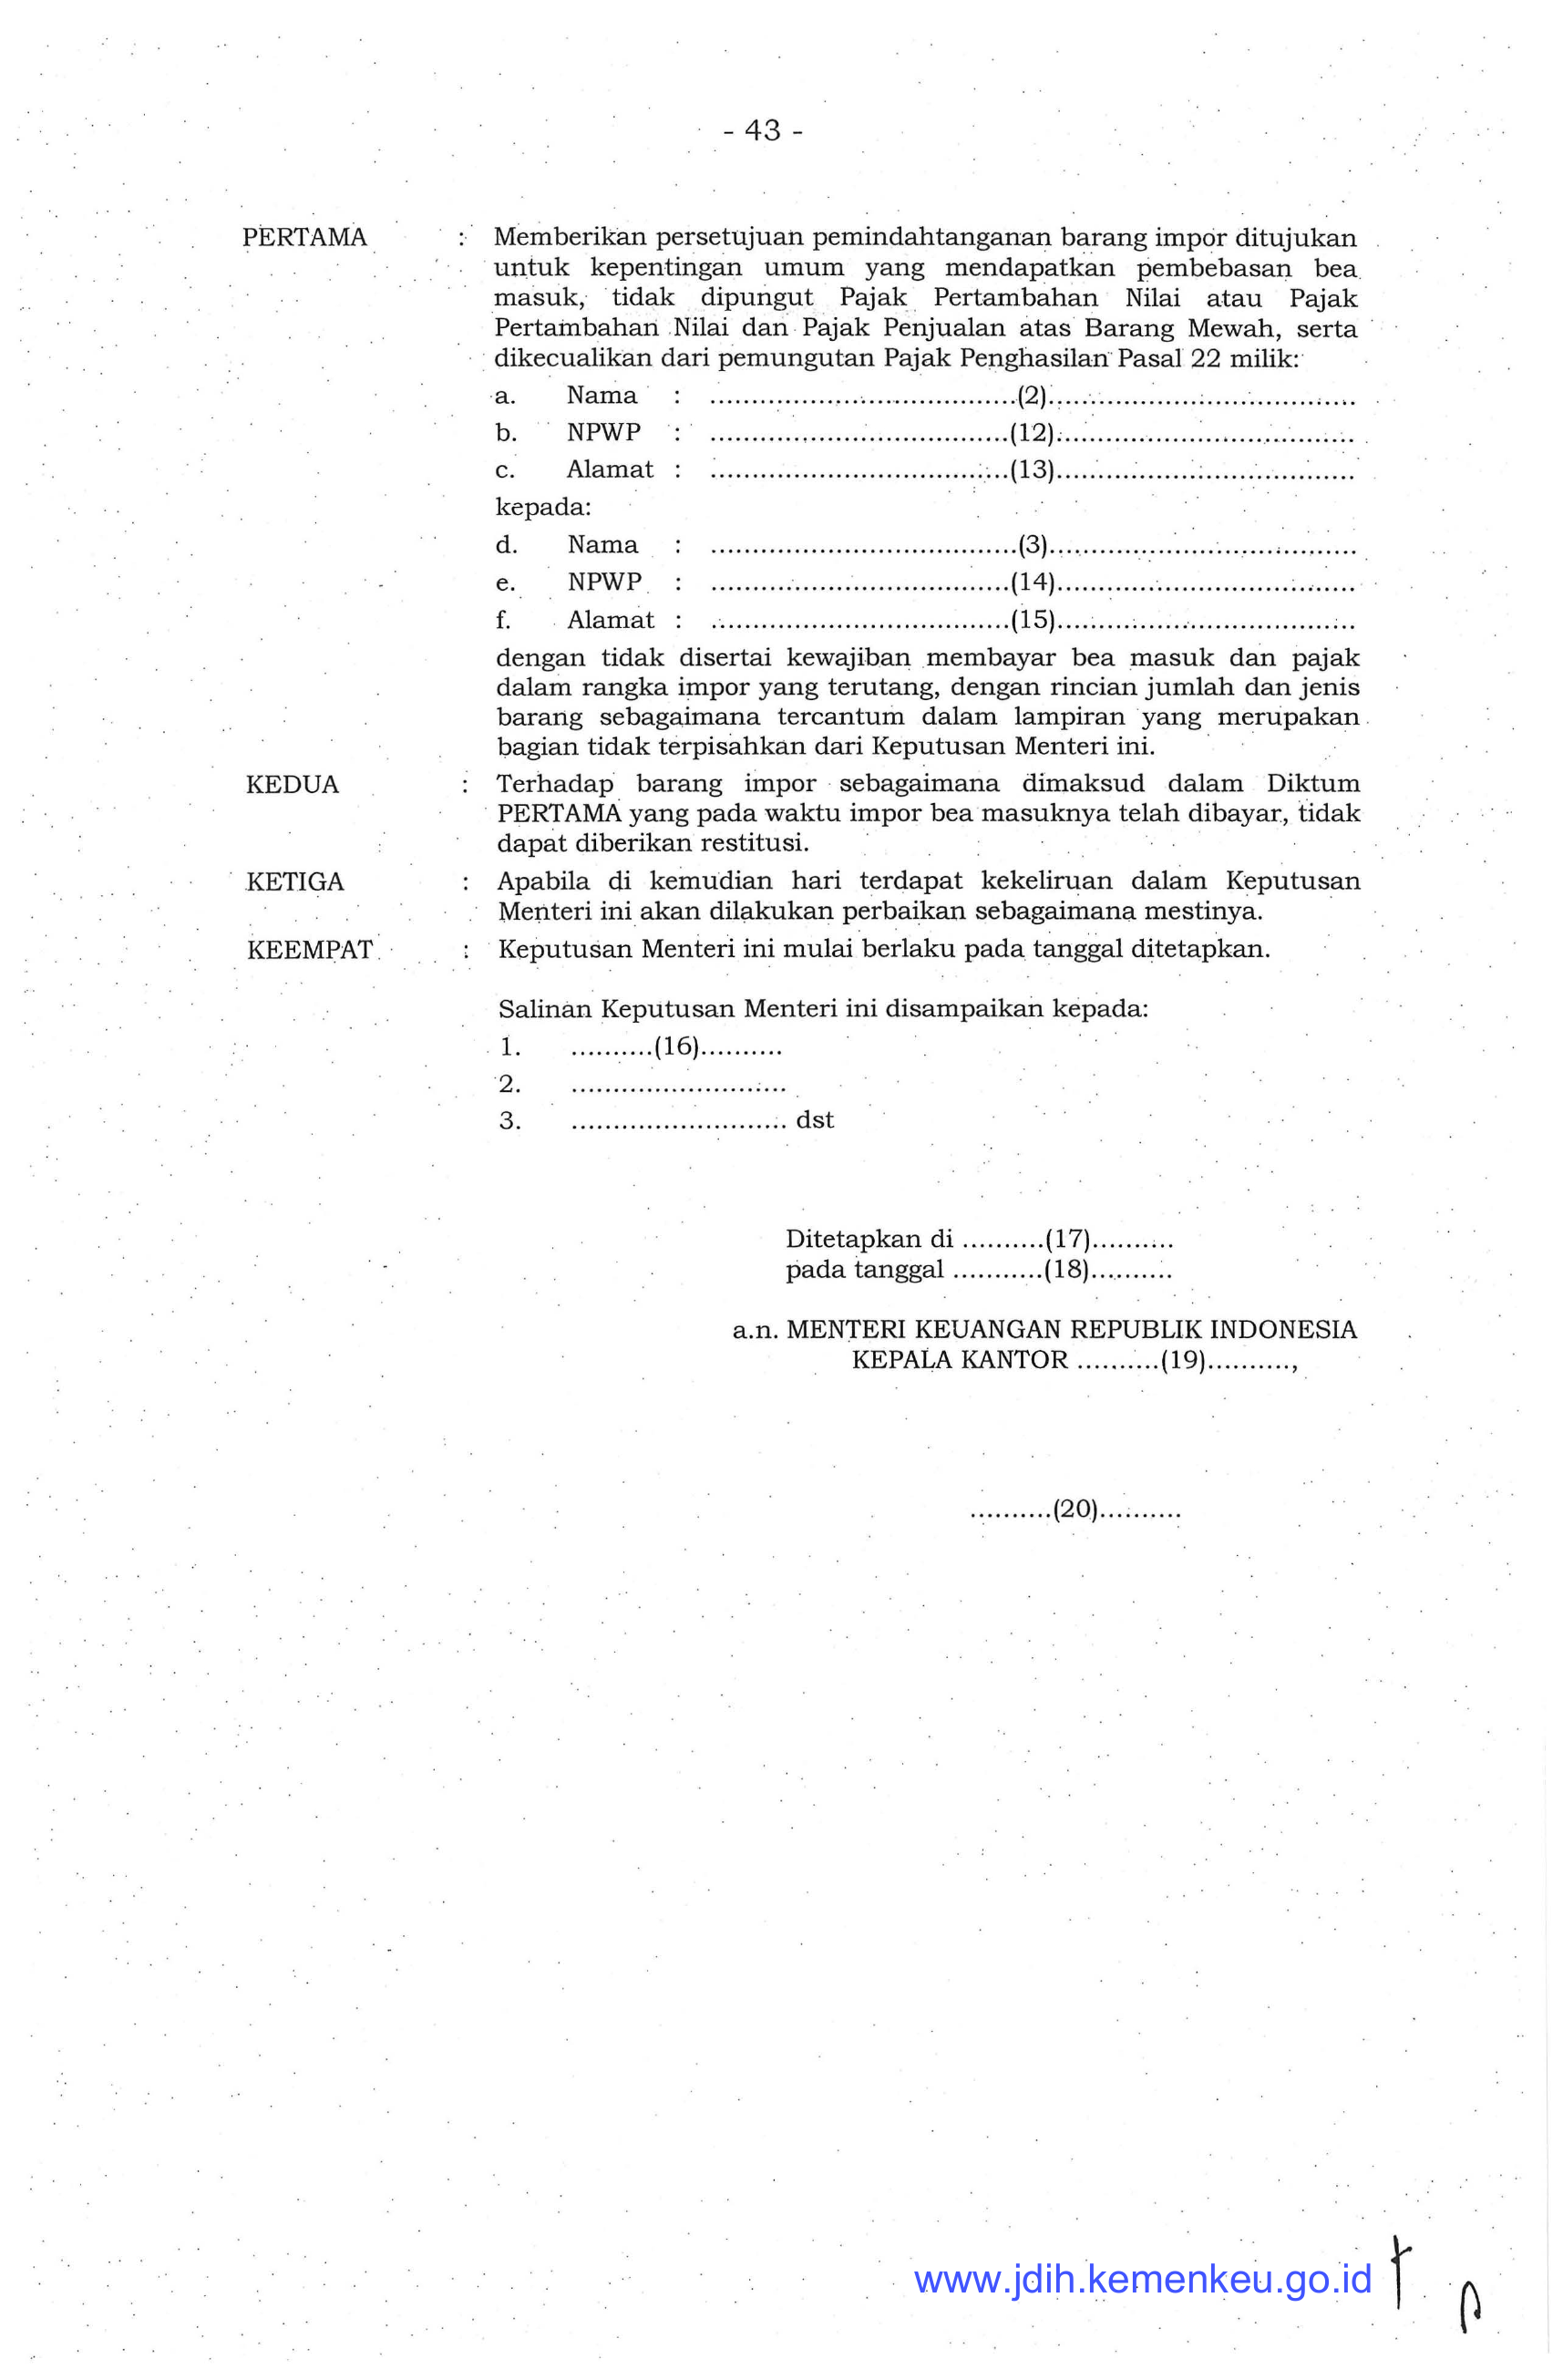 - 43 -
PERTAMA : Memberikan persetujuan pemindahtanganan barang impor ditujukan
untuk kepentingan umum yang mendapatkan pembebasan bea
masuk, tidak dipungut Pajak Pertambahan Nilai atau Pajak
Pertambahan Nilai dan Pajak Penjualan atas Barang Mewah, serta
dikecualikan dari pemungutan Pajak Penghasilan Pasal 22 milik:
a. Nama : .....................................(2).....................................
b. NPWP : ....................................(12)....................................
c. Alamat : ....................................(13)....................................
kepada:
d. Nama : .....................................(3).....................................
e. NPWP : ....................................(14)....................................
f. Alamat : ....................................(15)....................................
dengan tidak disertai kewajiban membayar bea masuk dan pajak
dalam rangka impor yang terutang, dengan rincian jumlah dan jenis
barang sebagaimana tercantum dalam lampiran yang merupakan
bagian tidak terpisahkan dari Keputusan Menteri ini.
KEDUA : Terhadap barang impor sebagaimana dimaksud dalam Diktum
PERTAMA yang pada waktu impor bea masuknya telah dibayar, tidak
dapat diberikan restitusi.
KETIGA : Apabila di kemudian hari terdapat kekeliruan dalam Keputusan
Menteri ini akan dilakukan perbaikan sebagaimana mestinya.
KEEMPAT : Keputusan Menteri ini mulai berlaku pada tanggal ditetapkan.
Salinan Keputusan Menteri ini disampaikan kepada:
1. ..........(16)..........
2. ..........................
3. .......................... dst
Ditetapkan di ..........(17)..........
pada tanggal ...........(18)..........
a.n. MENTERI KEUANGAN REPUBLIK INDONESIA
KEPALA KANTOR ..........(19)..........,
..........(20)..........
www.jdih.kemenkeu.go.id